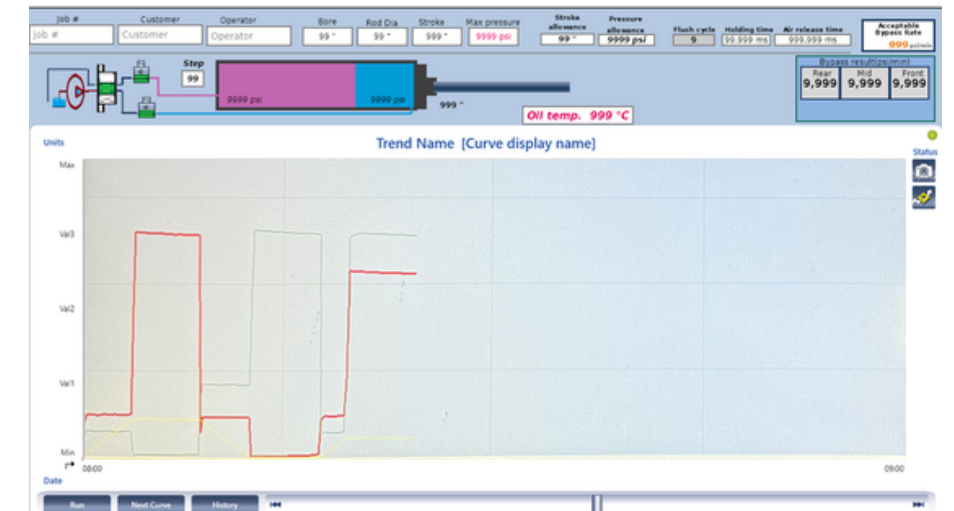 Job # Customer Operator Bore Rod Dia Stroke Max pressure Stroke allowance Pressure allowance Flush cycle Holding time Air release time Acceptable Bypass Rate
job # Customer Operator 99 " 99 " 999 " 9999 psi 99 " 9999 psi 9 99.999 ms 999.999 ms 999 psi/min
Step
99
9999 psi 9999 psi 999 "
Oil temp. 999 °C
Bypass result(psi/min)
Rear Mid Front
9,999 9,999 9,999
Units
Trend Name [Curve display name]
Status
Max
Val3
Val2
Val1
Min
08:00 09:00
Date
Run Next Curve History